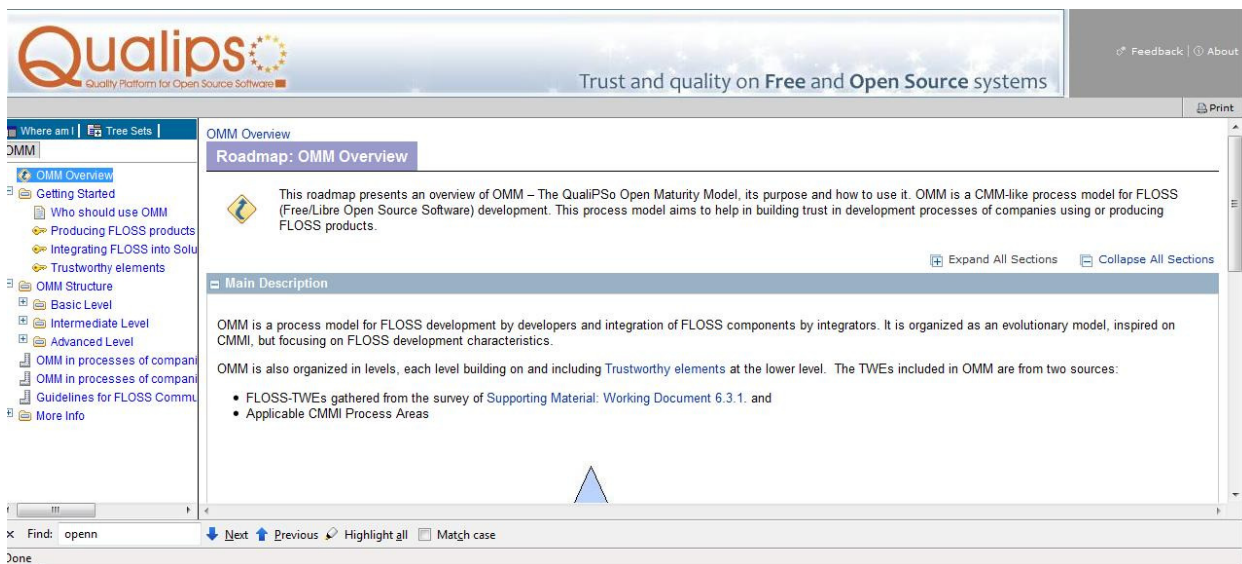 Qualipso
Quality Platform for Open Source Software
Trust and quality on Free and Open Source systems
Feedback | About
Print
Where am I | Tree Sets |
OMM
OMM Overview
Getting Started
Who should use OMM
Producing FLOSS products
Integrating FLOSS into Solu
Trustworthy elements
OMM Structure
Basic Level
Intermediate Level
Advanced Level
OMM in processes of compani
OMM in processes of compani
Guidelines for FLOSS Commu
More Info
OMM Overview
Roadmap: OMM Overview
This roadmap presents an overview of OMM – The QualiPSo Open Maturity Model, its purpose and how to use it. OMM is a CMM-like process model for FLOSS
(Free/Libre Open Source Software) development. This process model aims to help in building trust in development processes of companies using or producing
FLOSS products.
Expand All Sections Collapse All Sections
Main Description
OMM is a process model for FLOSS development by developers and integration of FLOSS components by integrators. It is organized as an evolutionary model, inspired on
CMMI, but focusing on FLOSS development characteristics.
OMM is also organized in levels, each level building on and including Trustworthy elements at the lower level. The TWEs included in OMM are from two sources:
• FLOSS-TWEs gathered from the survey of Supporting Material: Working Document 6.3.1. and
• Applicable CMMI Process Areas
x Find: openn Next Previous Highlight all Match case
Done